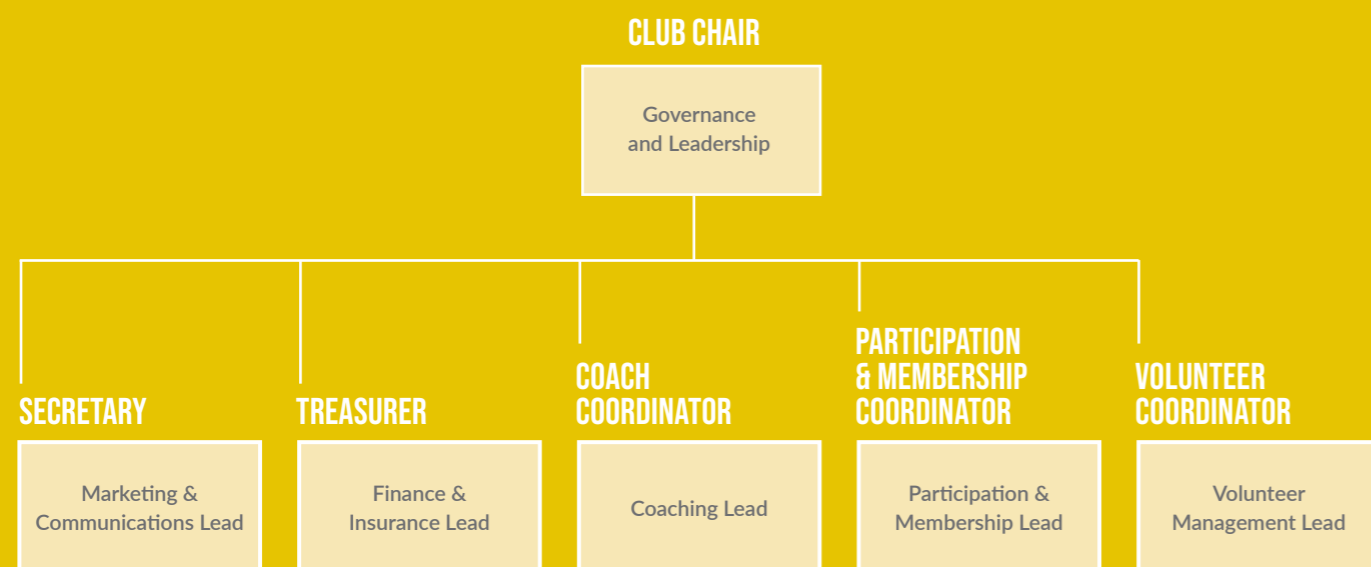 CLUB CHAIR
Governance
and Leadership
SECRETARY
Marketing &
Communications Lead
TREASURER
Finance &
Insurance Lead
COACH
COORDINATOR
Coaching Lead
PARTICIPATION
& MEMBERSHIP
COORDINATOR
Participation &
Membership Lead
VOLUNTEER
COORDINATOR
Volunteer
Management Lead